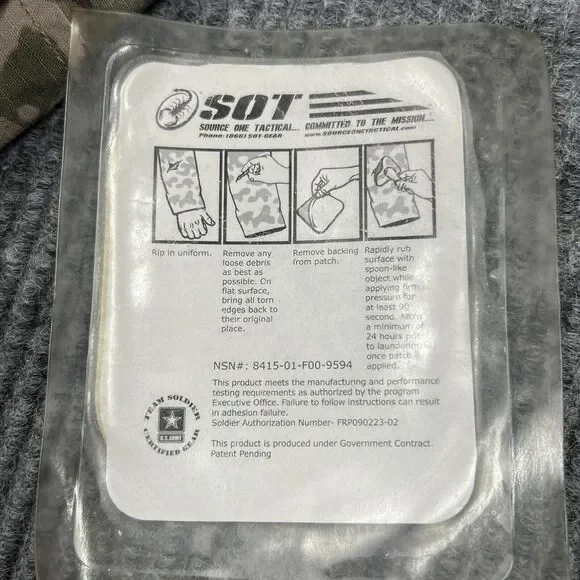 SOT
SOURCE ONE TACTICAL... COMMITTED TO THE MISSION....
Phone: (866) SOT-GEAR www.SOURCEONETACTICAL.com
Rip in uniform.
Remove any
loose debris
as best as
possible. On
flat surface,
bring all torn
edges back to
their original
place.
Remove backing
from patch.
Rapidly rub
surface with
spoon-like
object while
applying firm
pressure for
at least 90
second. Allow
a minimum of
24 hours prior
to laundering
once patch is
applied.
NSN#: 8415-01-F00-9594
This product meets the manufacturing and performance
testing requirements as authorized by the program
Executive Office. Failure to follow instructions can result
in adhesion failure.
Soldier Authorization Number- FRP090223-02
This product is produced under Government Contract.
Patent Pending
TEAM SOLDIER
U.S.ARMY
CERTIFIED GEAR